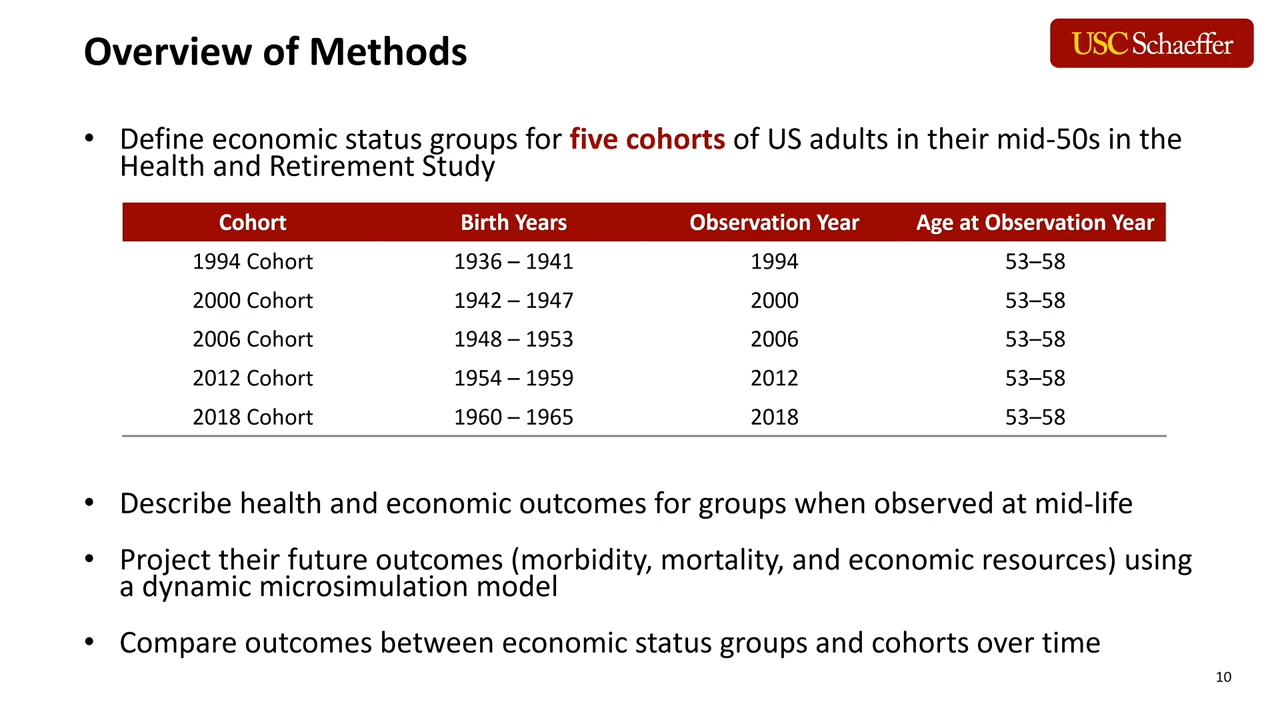 Overview of Methods
USC Schaeffer
• Define economic status groups for five cohorts of US adults in their mid-50s in the
Health and Retirement Study
Cohort Birth Years Observation Year Age at Observation Year
1994 Cohort 1936 – 1941 1994 53–58
2000 Cohort 1942 – 1947 2000 53–58
2006 Cohort 1948 – 1953 2006 53–58
2012 Cohort 1954 – 1959 2012 53–58
2018 Cohort 1960 – 1965 2018 53–58
• Describe health and economic outcomes for groups when observed at mid-life
• Project their future outcomes (morbidity, mortality, and economic resources) using
a dynamic microsimulation model
• Compare outcomes between economic status groups and cohorts over time
10